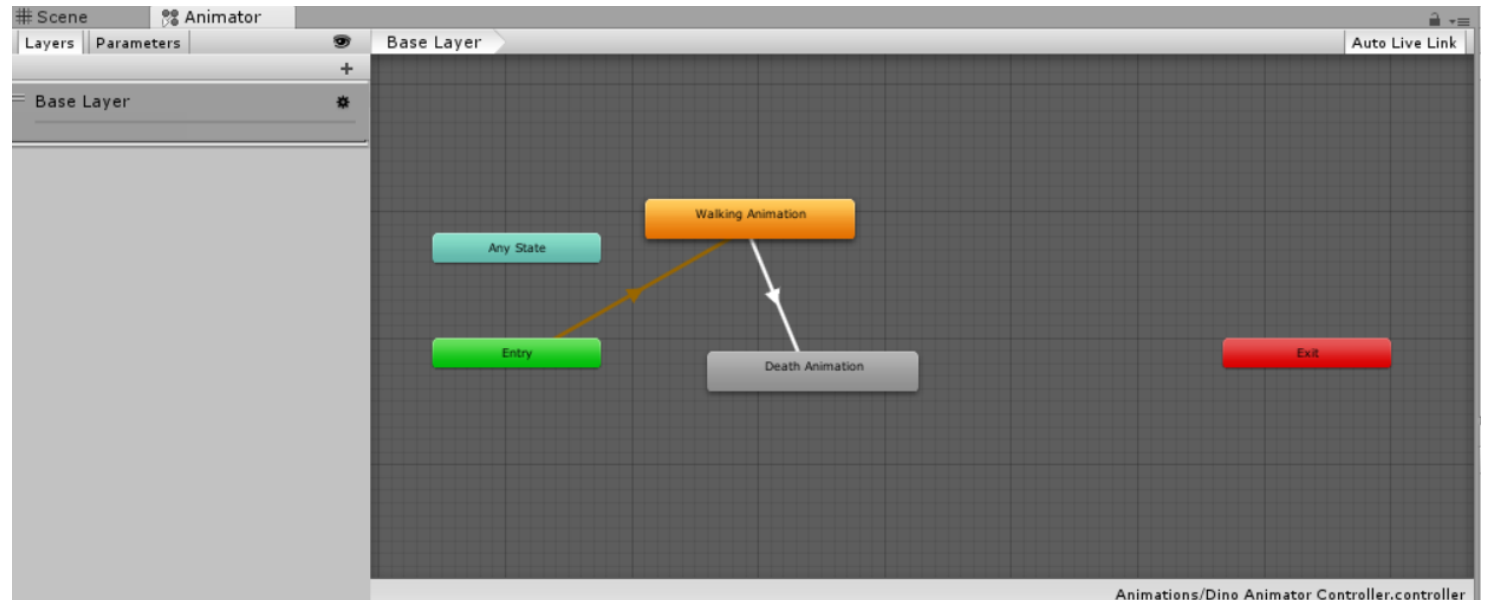 Scene
Animator
Layers
Parameters
Base Layer
Auto Live Link
Base Layer
Walking Animation
Any State
Entry
Death Animation
Exit
Animations/Dino Animator Controller.controller